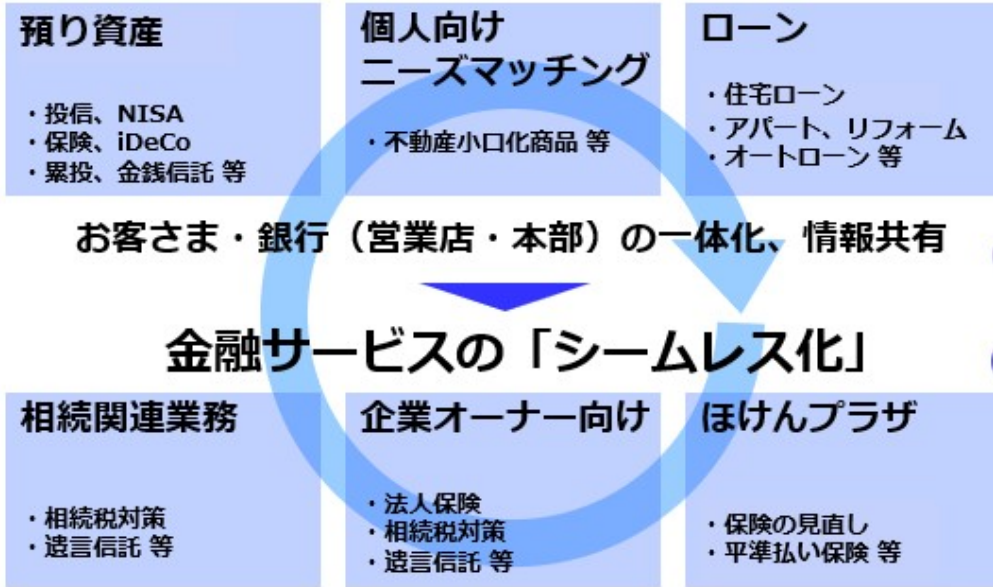 預り資産
・投信、NISA
・保険、iDeCo
・累投、金銭信託 等
個人向け
ニーズマッチング
・不動産小口化商品 等
ローン
・住宅ローン
・アパート、リフォーム
・オートローン 等
お客さま・銀行（営業店・本部）の一体化、情報共有
金融サービスの「シームレス化」
相続関連業務
・相続税対策
・遺言信託 等
企業オーナー向け
・法人保険
・相続税対策
・遺言信託 等
ほけんプラザ
・保険の見直し
・平準払い保険 等